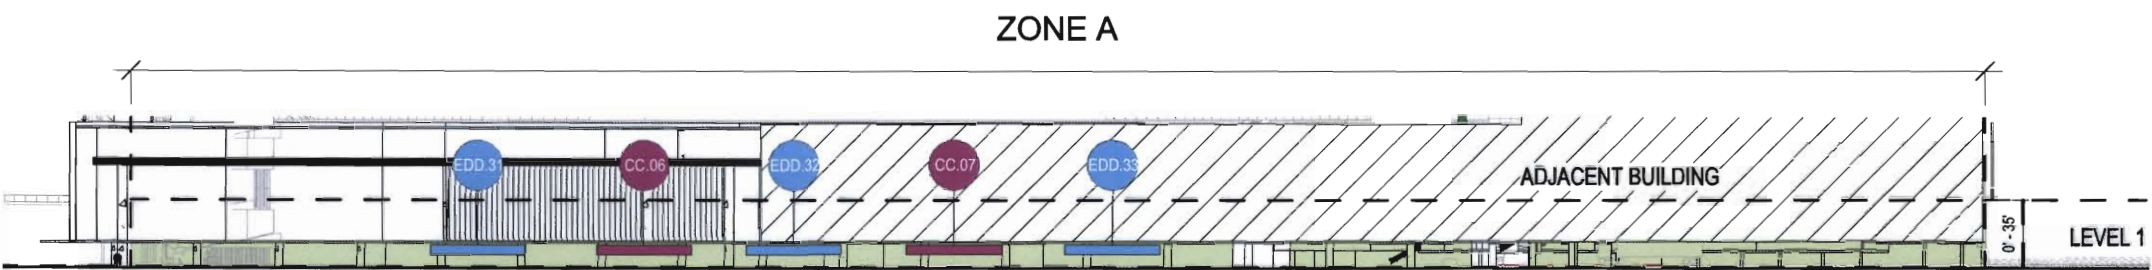 ZONE A
EDD.31
CC.06
EDD.32
CC.07
EDD.33
ADJACENT BUILDING
0' - 35'
LEVEL 1